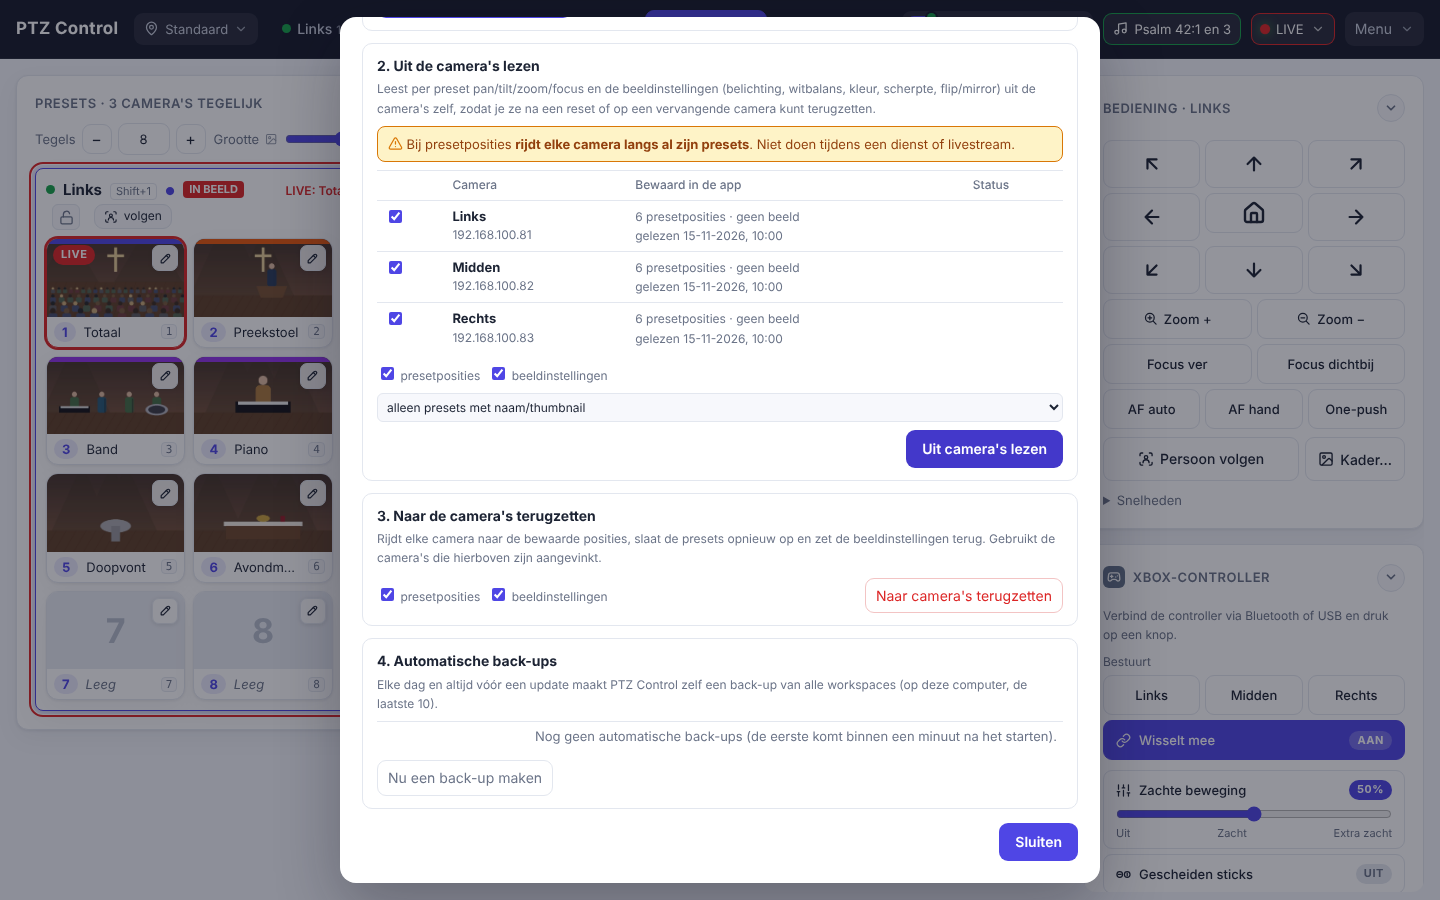 PTZ Control
Standaard
Links
Psalm 42:1 en 3
LIVE
Menu
PRESETS · 3 CAMERA'S TEGELIJK
Tegels
−
8
+
Grootte
Links
Shift+1
IN BEELD
LIVE: Tota
volgen
LIVE
1 Totaal 1
2 Preekstoel 2
3 Band 3
4 Piano 4
5 Doopvont 5
6 Avondm... 6
7
8
7 Leeg 7
8 Leeg 8
2. Uit de camera's lezen
Leest per preset pan/tilt/zoom/focus en de beeldinstellingen (belichting, witbalans, kleur, scherpte, flip/mirror) uit de
camera's zelf, zodat je ze na een reset of op een vervangende camera kunt terugzetten.
Bij presetposities rijdt elke camera langs al zijn presets. Niet doen tijdens een dienst of livestream.
Camera Bewaard in de app Status
Links 6 presetposities · geen beeld
192.168.100.81 gelezen 15-11-2026, 10:00
Midden 6 presetposities · geen beeld
192.168.100.82 gelezen 15-11-2026, 10:00
Rechts 6 presetposities · geen beeld
192.168.100.83 gelezen 15-11-2026, 10:00
presetposities beeldinstellingen
alleen presets met naam/thumbnail
Uit camera's lezen
3. Naar de camera's terugzetten
Rijdt elke camera naar de bewaarde posities, slaat de presets opnieuw op en zet de beeldinstellingen terug. Gebruikt de
camera's die hierboven zijn aangevinkt.
presetposities beeldinstellingen
Naar camera's terugzetten
4. Automatische back-ups
Elke dag en altijd vóór een update maakt PTZ Control zelf een back-up van alle workspaces (op deze computer, de
laatste 10).
Nog geen automatische back-ups (de eerste komt binnen een minuut na het starten).
Nu een back-up maken
Sluiten
BEDIENING · LINKS
Zoom +
Zoom −
Focus ver
Focus dichtbij
AF auto
AF hand
One-push
Persoon volgen
Kader...
Snelheden
XBOX-CONTROLLER
Verbind de controller via Bluetooth of USB en druk
op een knop.
Bestuurt
Links
Midden
Rechts
Wisselt mee AAN
Zachte beweging 50%
Uit Zacht Extra zacht
Gescheiden sticks UIT